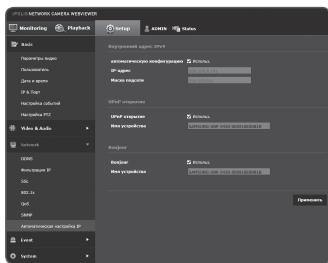 iPOLiS NETWORK CAMERA WEBVIEWER
Monitoring
Playback
Setup
ADMIN
Status
Basic
Параметры видео
Пользователь
Дата и время
IP & Порт
Настройка событий
Настройка PTZ
Video & Audio
Network
DDNS
Фильтрация IP
SSL
802.1x
QoS
SNMP
Автоматическая настройка IP
Event
System
Внутренний адрес IPv4
автоматическую конфигурацию
Использ.
IP-адрес
Маска подсети
UPnP открытие
UPnP открытие
Использ.
Имя устройства
Bonjour
Bonjour
Использ.
Имя устройства
Применить